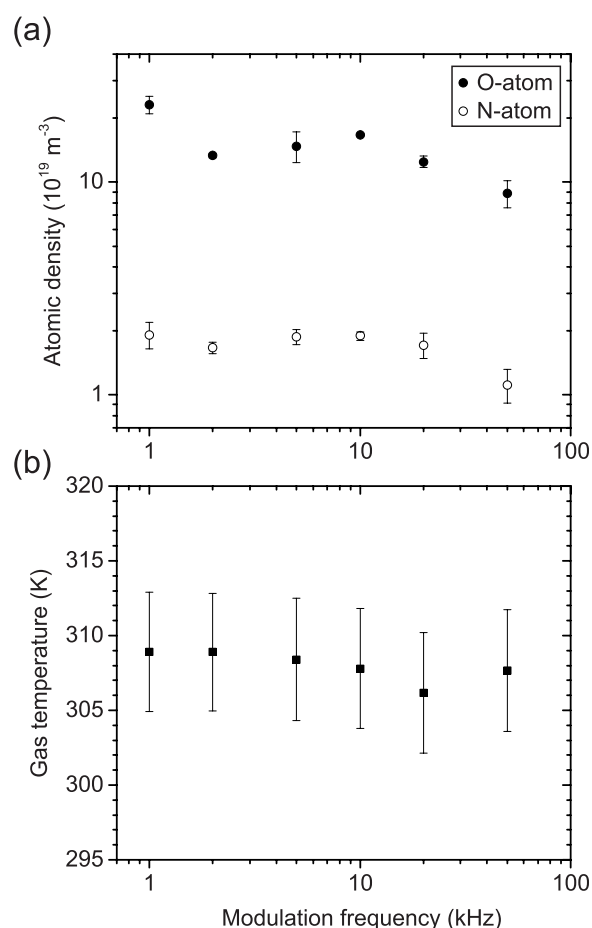 (a)
O-atom
N-atom
10
1
Atomic density (10¹⁹ m⁻³)
1
10
100
(b)
320
315
310
305
300
295
Gas temperature (K)
1
10
100
Modulation frequency (kHz)